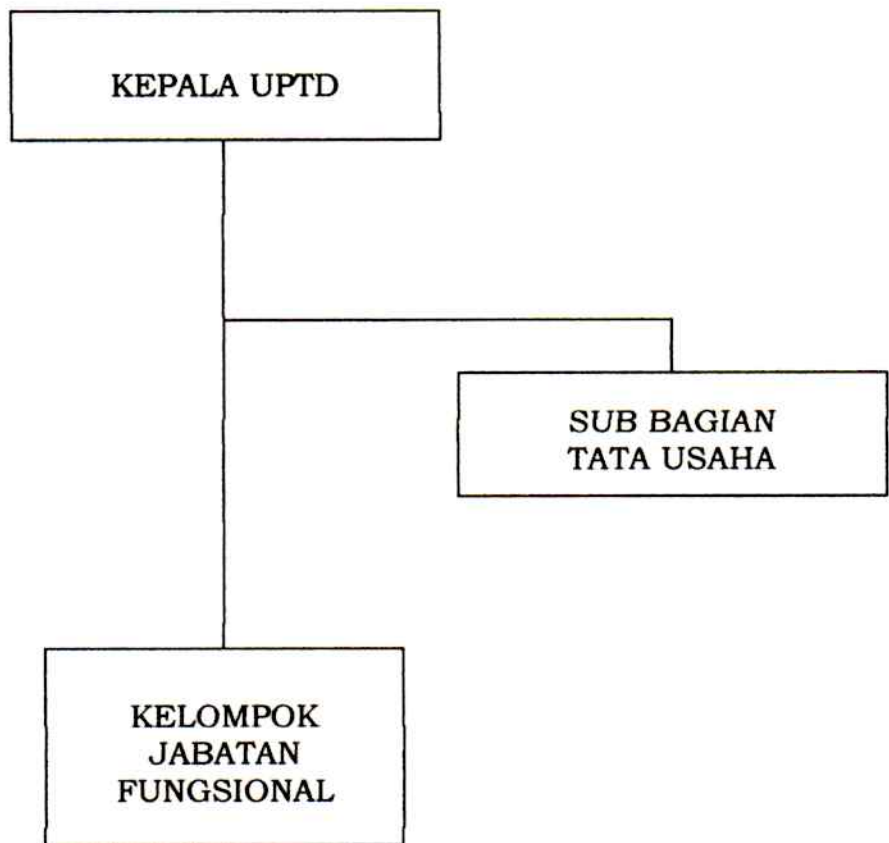 KEPALA UPTD
SUB BAGIAN
TATA USAHA
KELOMPOK
JABATAN
FUNGSIONAL